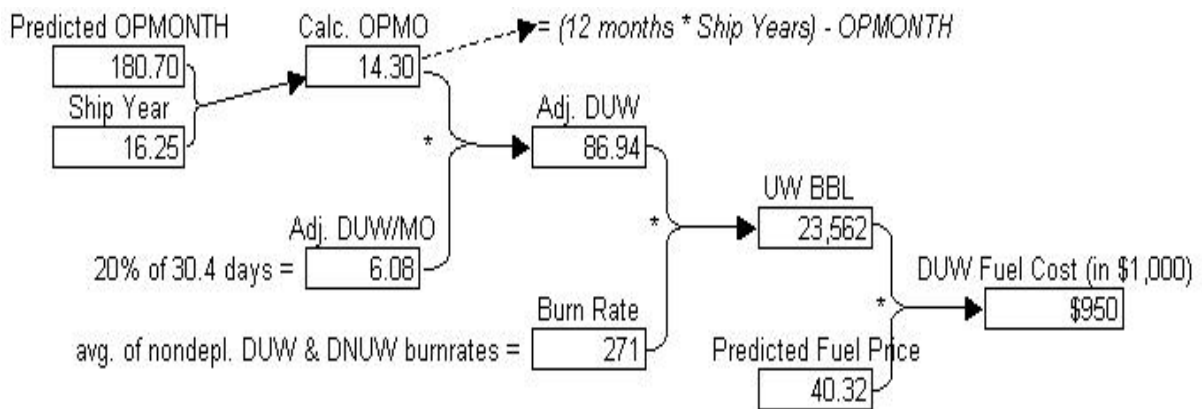 Predicted OPMONTH
180.70
Ship Year
16.25
Calc. OPMO
14.30
= (12 months * Ship Years) - OPMONTH
*
Adj. DUW/MO
20% of 30.4 days = 6.08
Adj. DUW
86.94
*
Burn Rate
avg. of nondepl. DUW & DNUW burnrates = 271
UW BBL
23,562
*
Predicted Fuel Price
40.32
DUW Fuel Cost (in $1,000)
$950